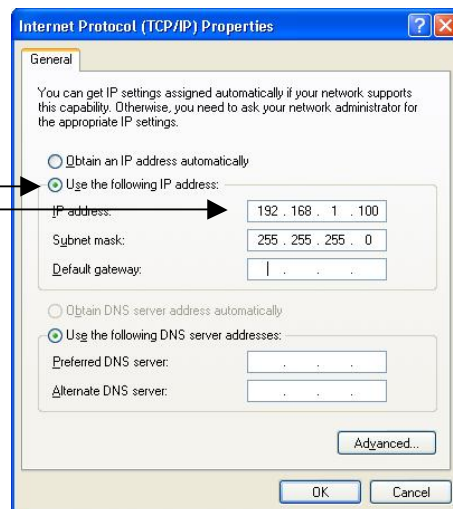 Internet Protocol (TCP/IP) Properties
General
You can get IP settings assigned automatically if your network supports
this capability. Otherwise, you need to ask your network administrator for
the appropriate IP settings.
Obtain an IP address automatically
Use the following IP address:
IP address: 192 . 168 . 1 . 100
Subnet mask: 255 . 255 . 255 . 0
Default gateway: . . .
Obtain DNS server address automatically
Use the following DNS server addresses:
Preferred DNS server: . . .
Alternate DNS server: . . .
Advanced...
OK Cancel